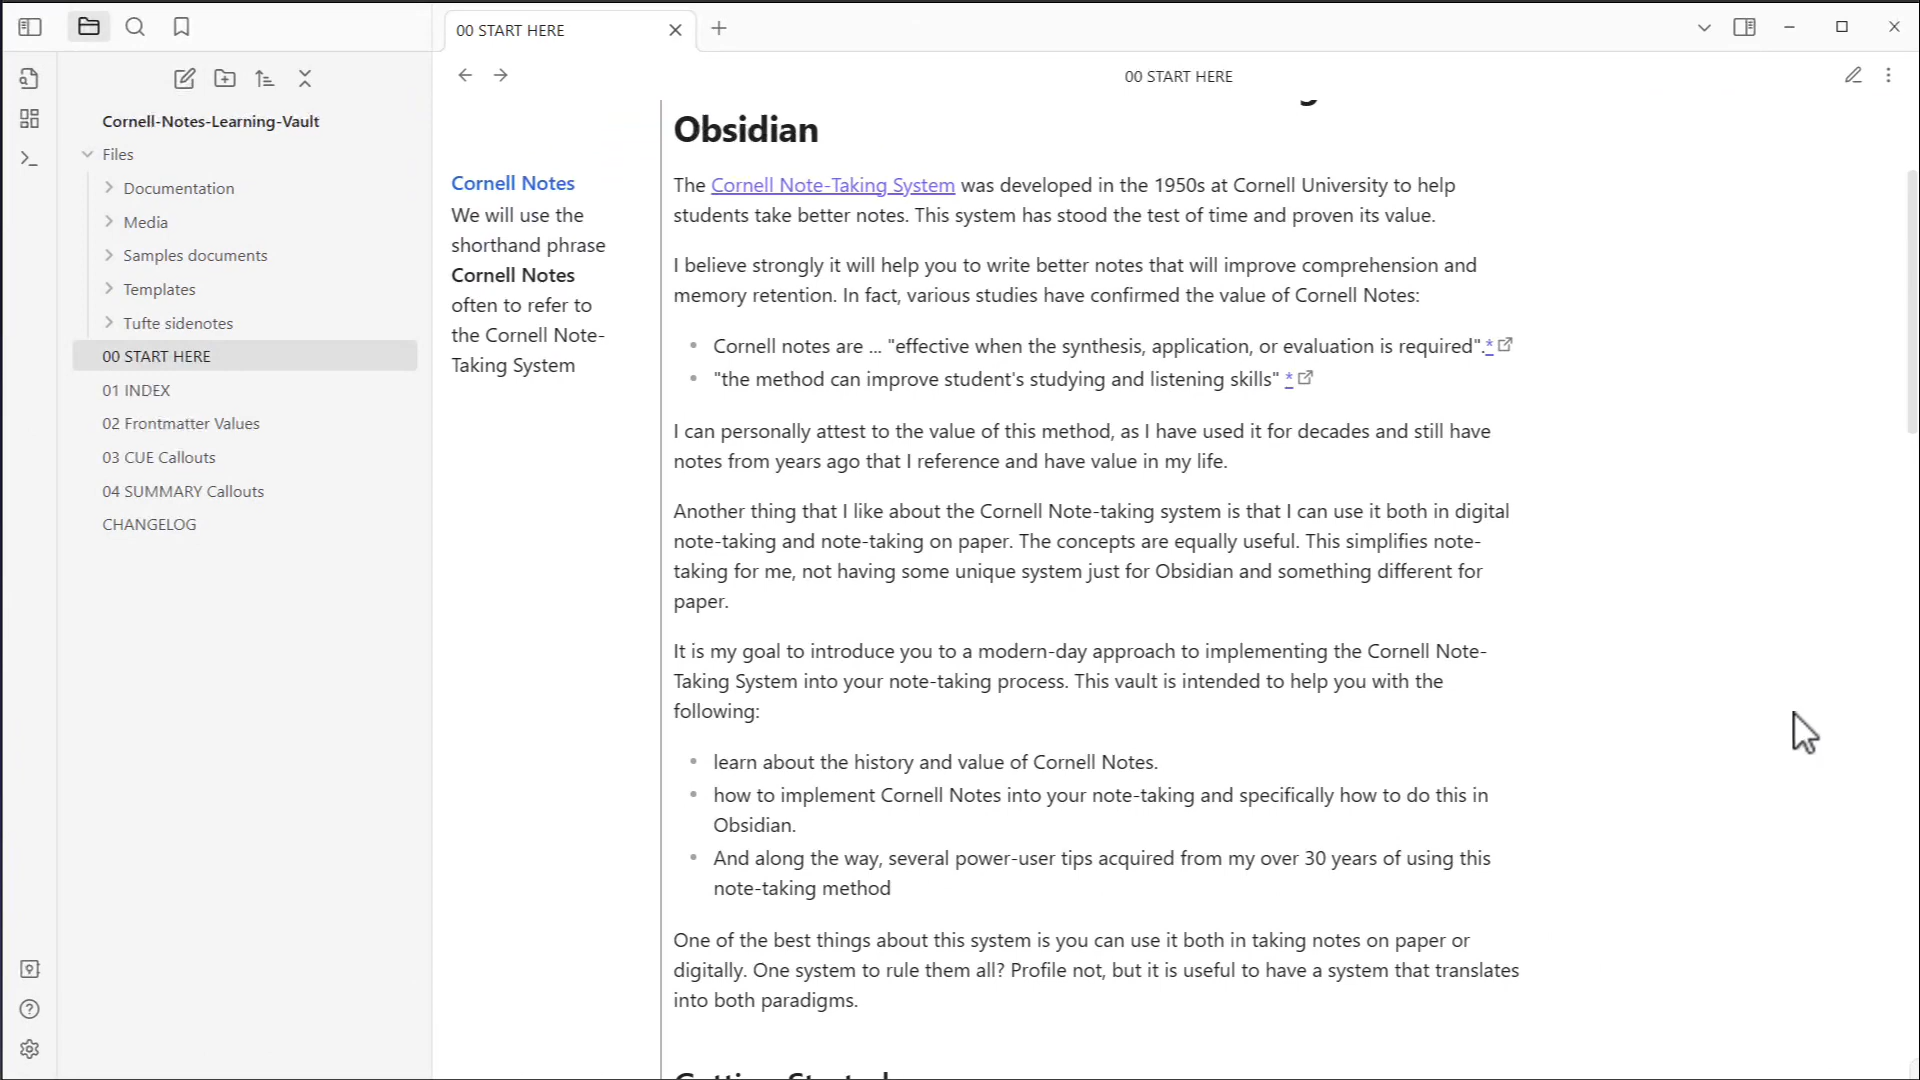 00 START HERE
00 START HERE
Cornell-Notes-Learning-Vault
Files
Documentation
Media
Samples documents
Templates
Tufte sidenotes
00 START HERE
01 INDEX
02 Frontmatter Values
03 CUE Callouts
04 SUMMARY Callouts
CHANGELOG
Cornell Notes
We will use the
shorthand phrase
Cornell Notes
often to refer to
the Cornell Note-
Taking System
Obsidian
The Cornell Note-Taking System was developed in the 1950s at Cornell University to help
students take better notes. This system has stood the test of time and proven its value.
I believe strongly it will help you to write better notes that will improve comprehension and
memory retention. In fact, various studies have confirmed the value of Cornell Notes:
• Cornell notes are ... "effective when the synthesis, application, or evaluation is required".*
• "the method can improve student's studying and listening skills" *
I can personally attest to the value of this method, as I have used it for decades and still have
notes from years ago that I reference and have value in my life.
Another thing that I like about the Cornell Note-taking system is that I can use it both in digital
note-taking and note-taking on paper. The concepts are equally useful. This simplifies note-
taking for me, not having some unique system just for Obsidian and something different for
paper.
It is my goal to introduce you to a modern-day approach to implementing the Cornell Note-
Taking System into your note-taking process. This vault is intended to help you with the
following:
• learn about the history and value of Cornell Notes.
• how to implement Cornell Notes into your note-taking and specifically how to do this in
Obsidian.
• And along the way, several power-user tips acquired from my over 30 years of using this
note-taking method
One of the best things about this system is you can use it both in taking notes on paper or
digitally. One system to rule them all? Profile not, but it is useful to have a system that translates
into both paradigms.